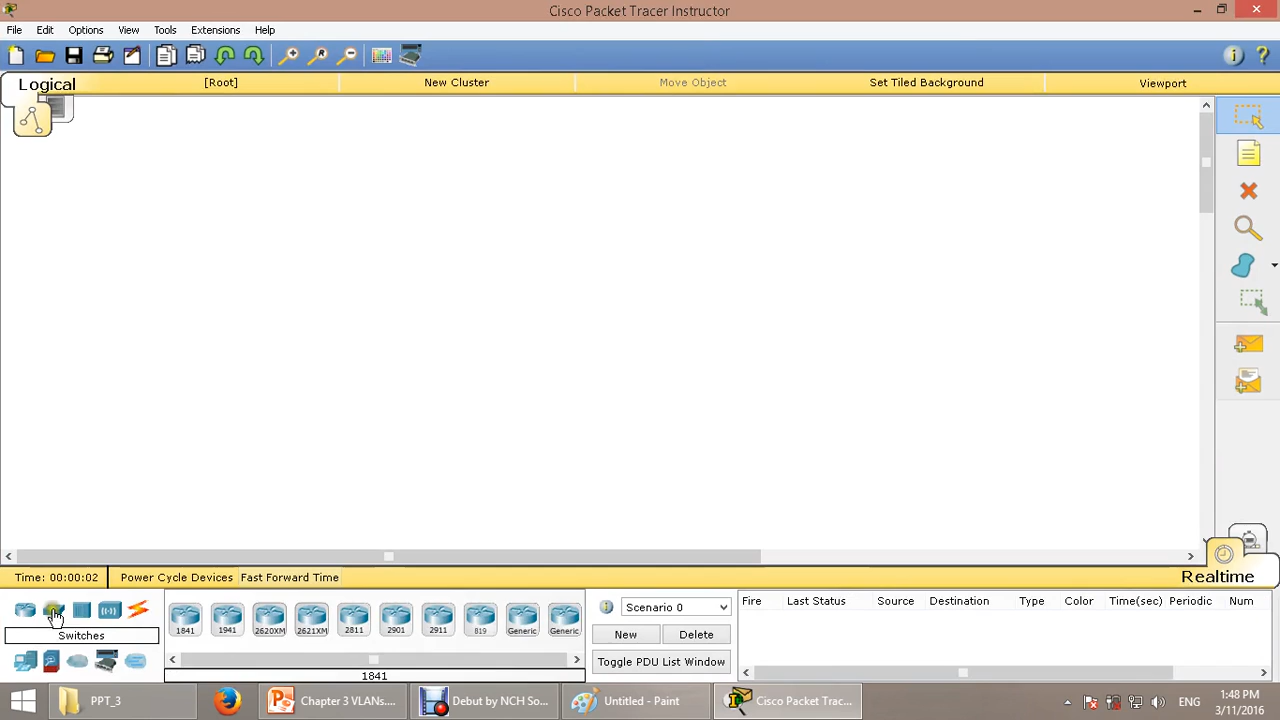 Cisco Packet Tracer Instructor
File Edit Options View Tools Extensions Help
Logical [Root] New Cluster Move Object Set Tiled Background Viewport
Time: 00:00:02 Power Cycle Devices Fast Forward Time Realtime
Switches
1841 1941 2620XM 2621XM 2811 2901 2911 819 Generic Generic
1841
Scenario 0
New Delete
Toggle PDU List Window
Fire Last Status Source Destination Type Color Time(sec) Periodic Num
PPT_3 Chapter 3 VLANs.... Debut by NCH So... Untitled - Paint Cisco Packet Trac... ENG 1:48 PM
3/11/2016